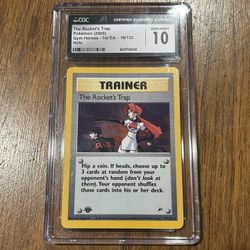 CGC
CERTIFIED GUARANTY COMPANY
The Rocket's Trap
Pokémon (2000)
Gym Heroes - 1st Ed. - 19/132
Holo
GEM MINT
10
TRAINER
The Rocket's Trap
Flip a coin. If heads, choose up to
3 cards at random from your
opponent's hand (don't look at
them). Your opponent shuffles
those cards into his or her deck.